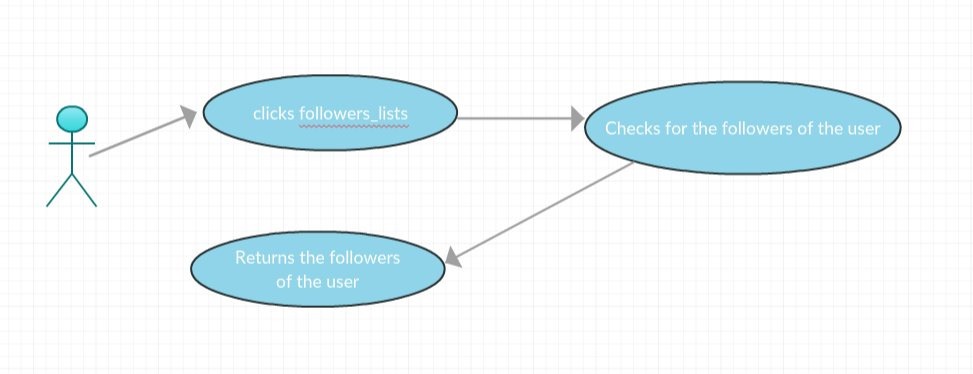 clicks followers_lists
Checks for the followers of the user
Returns the followers
of the user